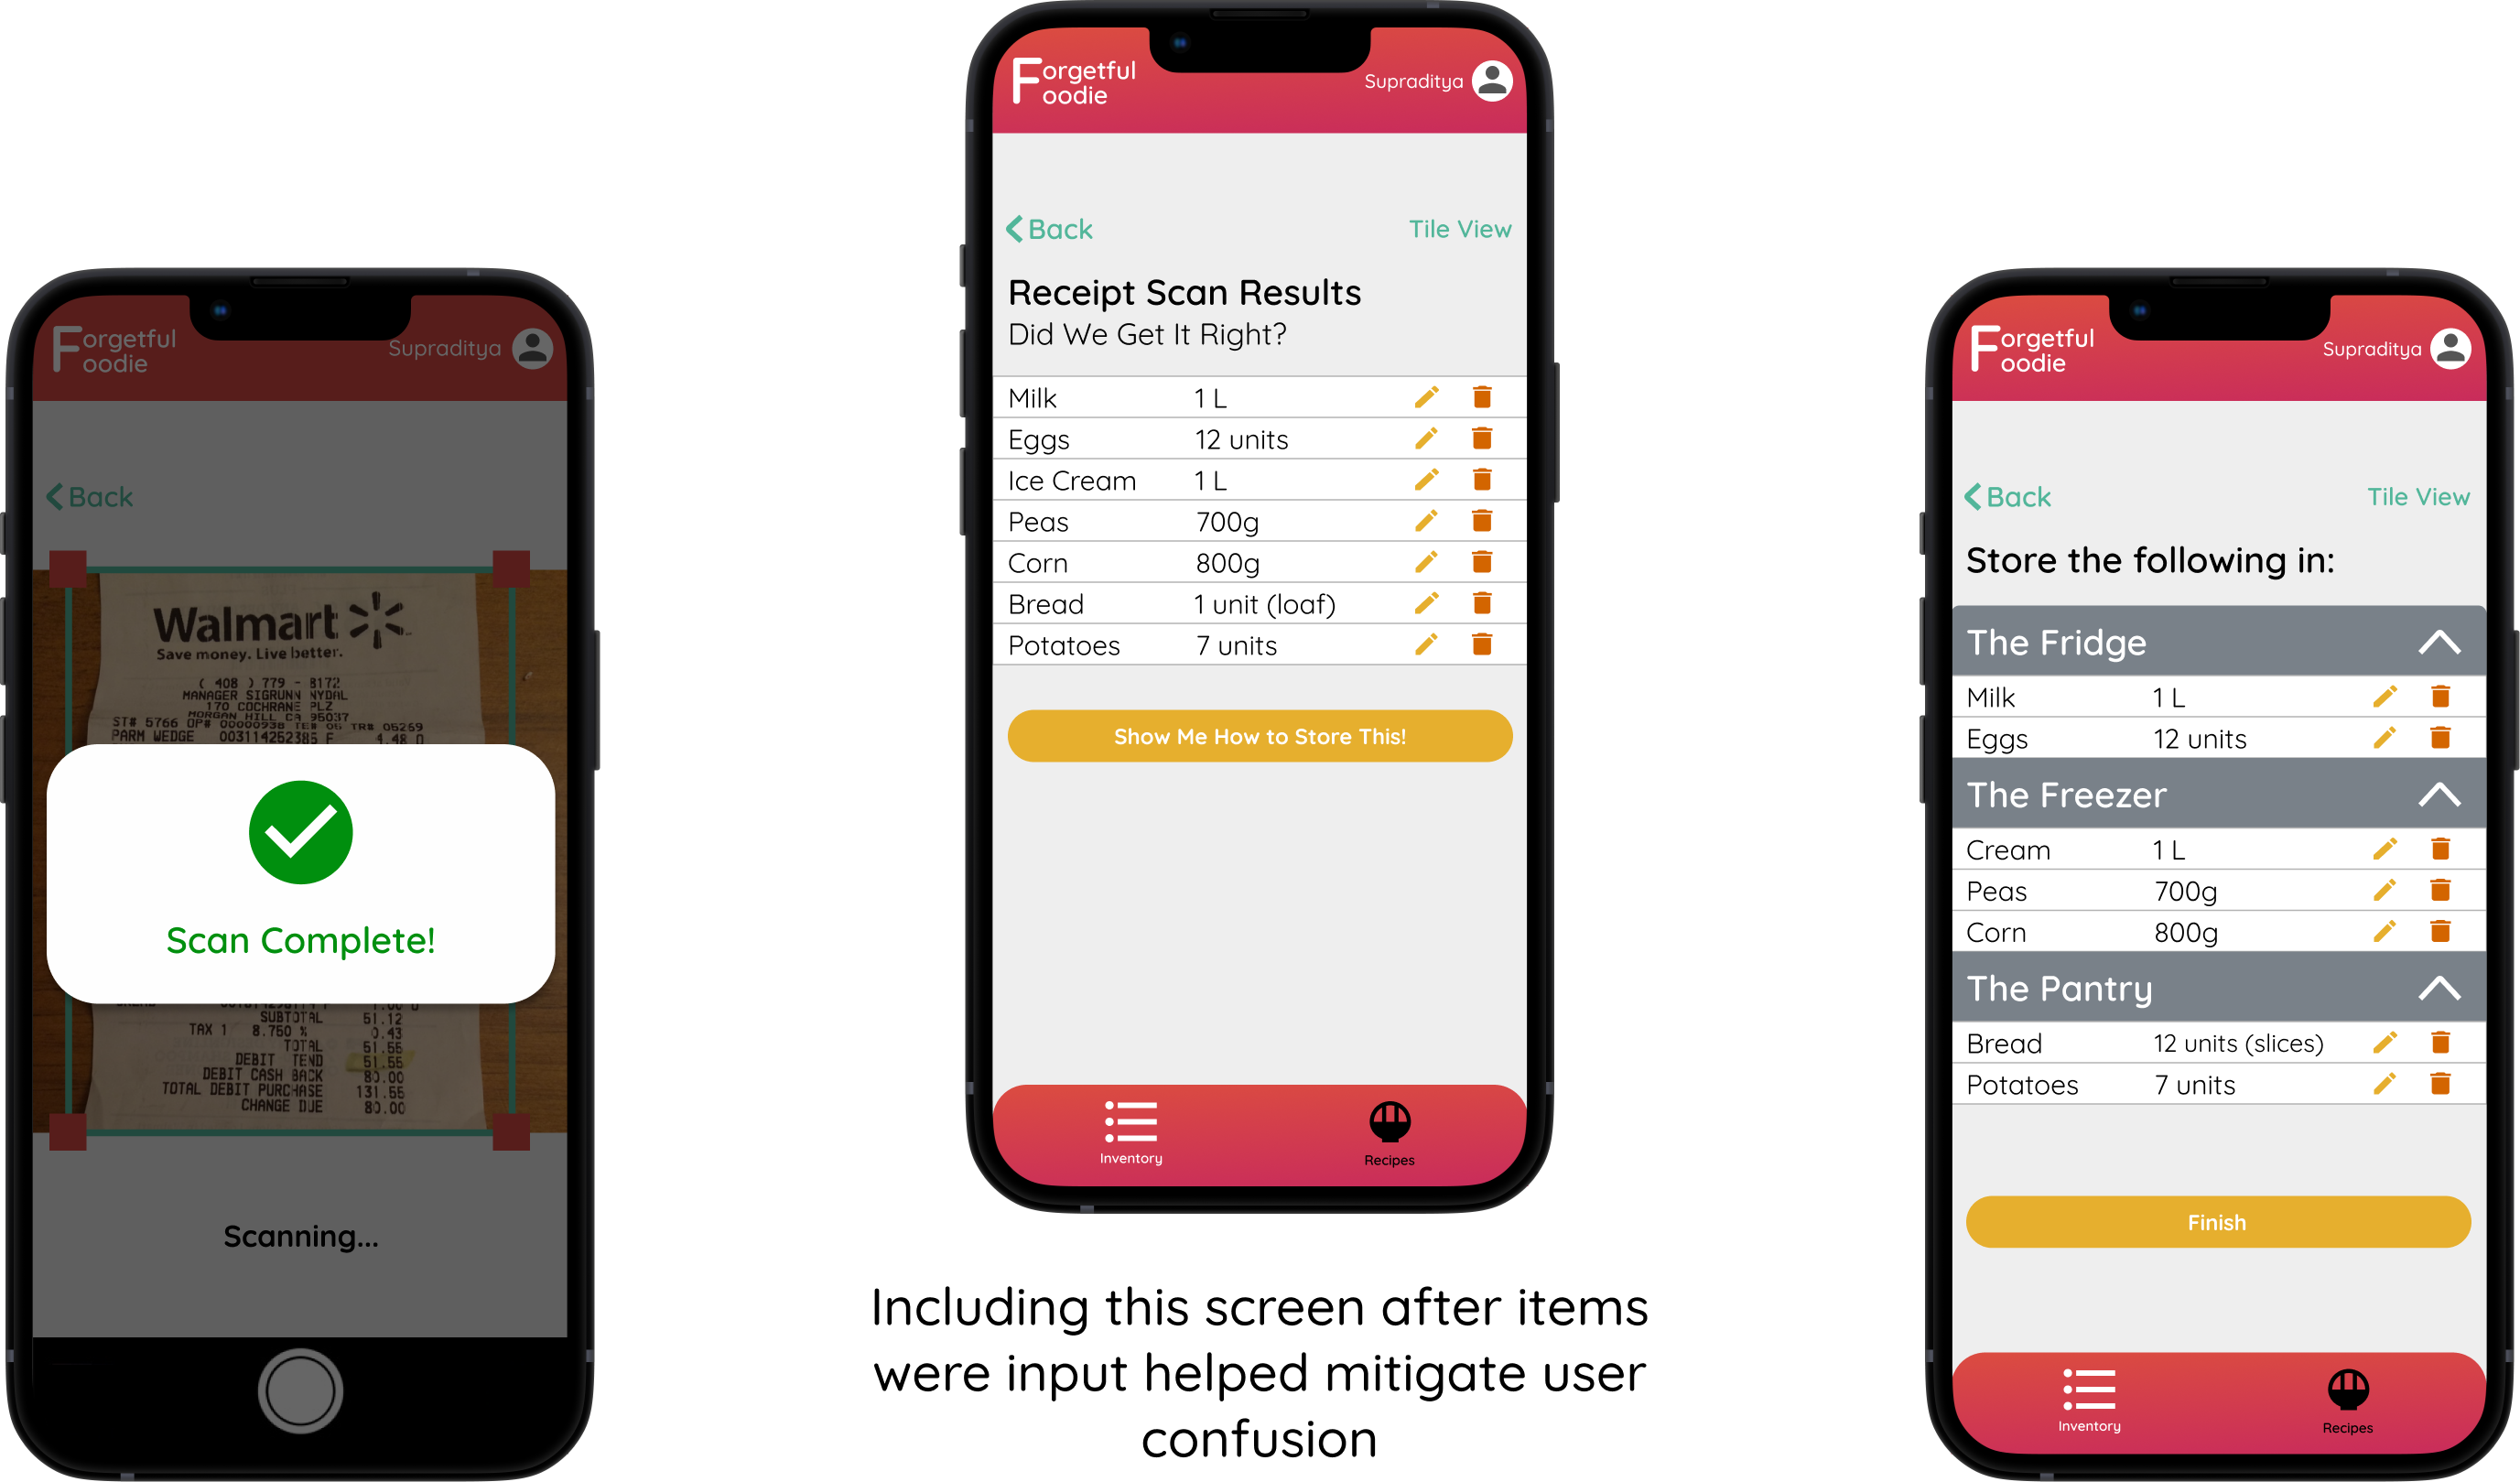 Forgetful
Foodie
Supraditya
Back
Walmart
Save money. Live better.
( 408 ) 779 - 8172
MANAGER SIGRUNN NYDAL
170 COCHRANE PLZ
MORGAN HILL CA 95037
ST# 5766 OP# 00000938 TE# 05 TR# 05269
PARM WEDGE 003114252385 F 4.48 O
Scan Complete!
SUBTOTAL 51.12
TAX 1 8.750 % 0.43
TOTAL 51.55
DEBIT TEND 51.55
DEBIT CASH BACK 80.00
TOTAL DEBIT PURCHASE 131.55
CHANGE DUE 80.00
Scanning...
Forgetful
Foodie
Supraditya
Back Tile View
Receipt Scan Results
Did We Get It Right?
Milk 1 L
Eggs 12 units
Ice Cream 1 L
Peas 700g
Corn 800g
Bread 1 unit (loaf)
Potatoes 7 units
Show Me How to Store This!
Inventory Recipes
Including this screen after items
were input helped mitigate user
confusion
Forgetful
Foodie
Supraditya
Back Tile View
Store the following in:
The Fridge
Milk 1 L
Eggs 12 units
The Freezer
Cream 1 L
Peas 700g
Corn 800g
The Pantry
Bread 12 units (slices)
Potatoes 7 units
Finish
Inventory Recipes